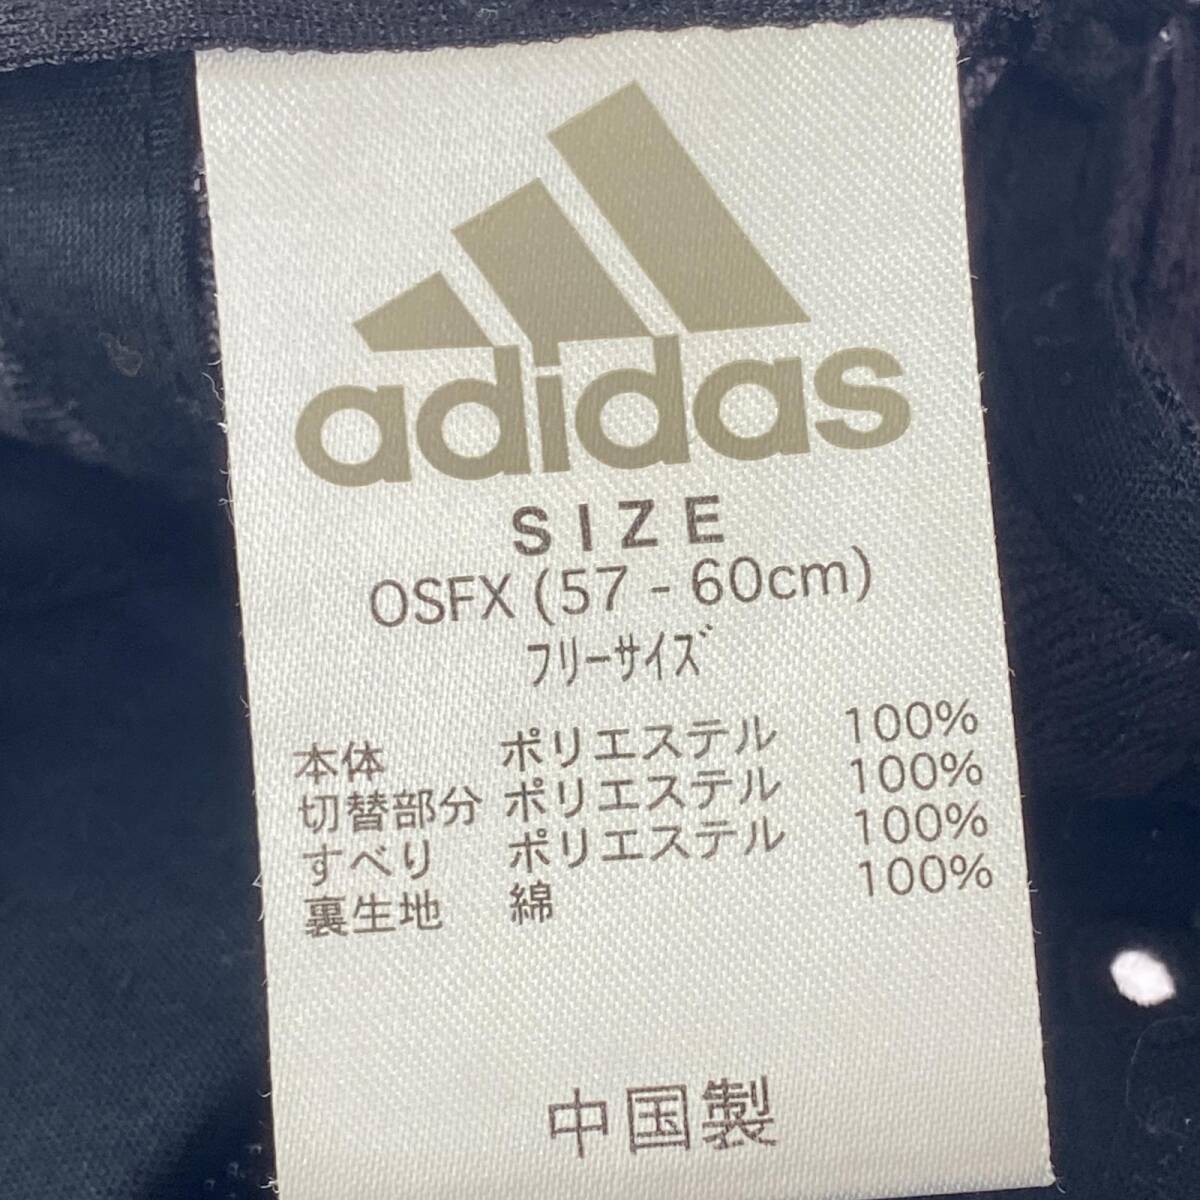 adidas
SIZE
OSFX (57 - 60cm)
フリーサイズ
本体 ポリエステル 100%
切替部分 ポリエステル 100%
すべり ポリエステル 100%
裏生地 綿 100%
中国製